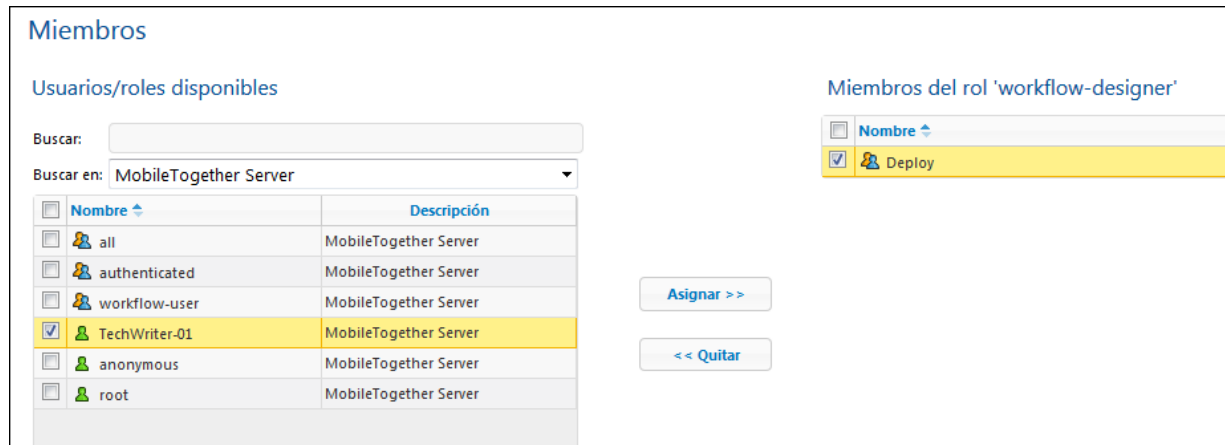 Miembros
Usuarios/roles disponibles
Miembros del rol 'workflow-designer'
Buscar:
Buscar en: MobileTogether Server
Nombre Descripción
all MobileTogether Server
authenticated MobileTogether Server
workflow-user MobileTogether Server
TechWriter-01 MobileTogether Server
anonymous MobileTogether Server
root MobileTogether Server
Asignar >>
<< Quitar
Nombre
Deploy